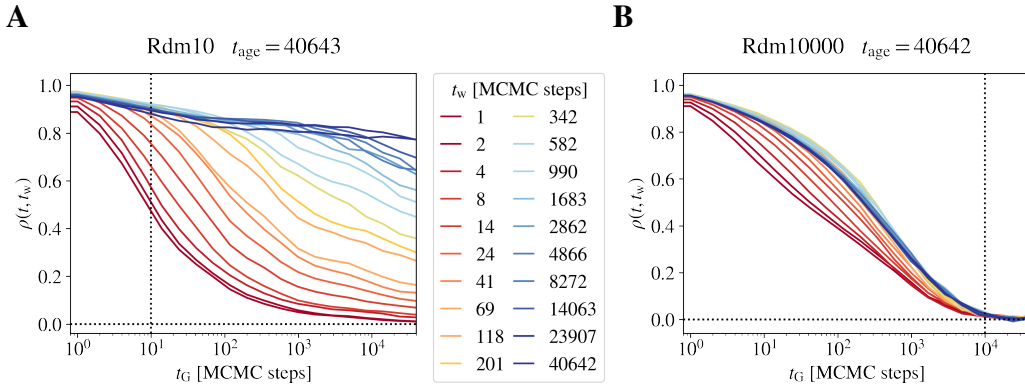 A
Rdm10 t_age = 40643
ρ(t, t_w)
1.0
0.8
0.6
0.4
0.2
0.0
10^0 10^1 10^2 10^3 10^4
t_G [MCMC steps]
t_w [MCMC steps]
1 342
2 582
4 990
8 1683
14 2862
24 4866
41 8272
69 14063
118 23907
201 40642
B
Rdm10000 t_age = 40642
ρ(t, t_w)
1.0
0.8
0.6
0.4
0.2
0.0
10^0 10^1 10^2 10^3 10^4
t_G [MCMC steps]